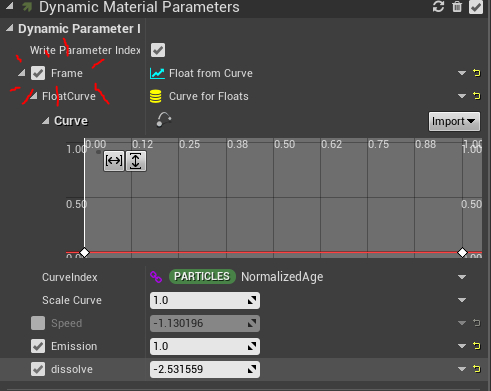 Dynamic Material Parameters
Dynamic Parameter I
Write Parameter Index
Frame Float from Curve
FloatCurve Curve for Floats
Curve Import
1.00 0.00 0.12 0.25 0.38 0.50 0.62 0.75 0.88 1.00
0.50 0.50
CurveIndex PARTICLES NormalizedAge
Scale Curve 1.0
Speed -1.130196
Emission 1.0
dissolve -2.531559